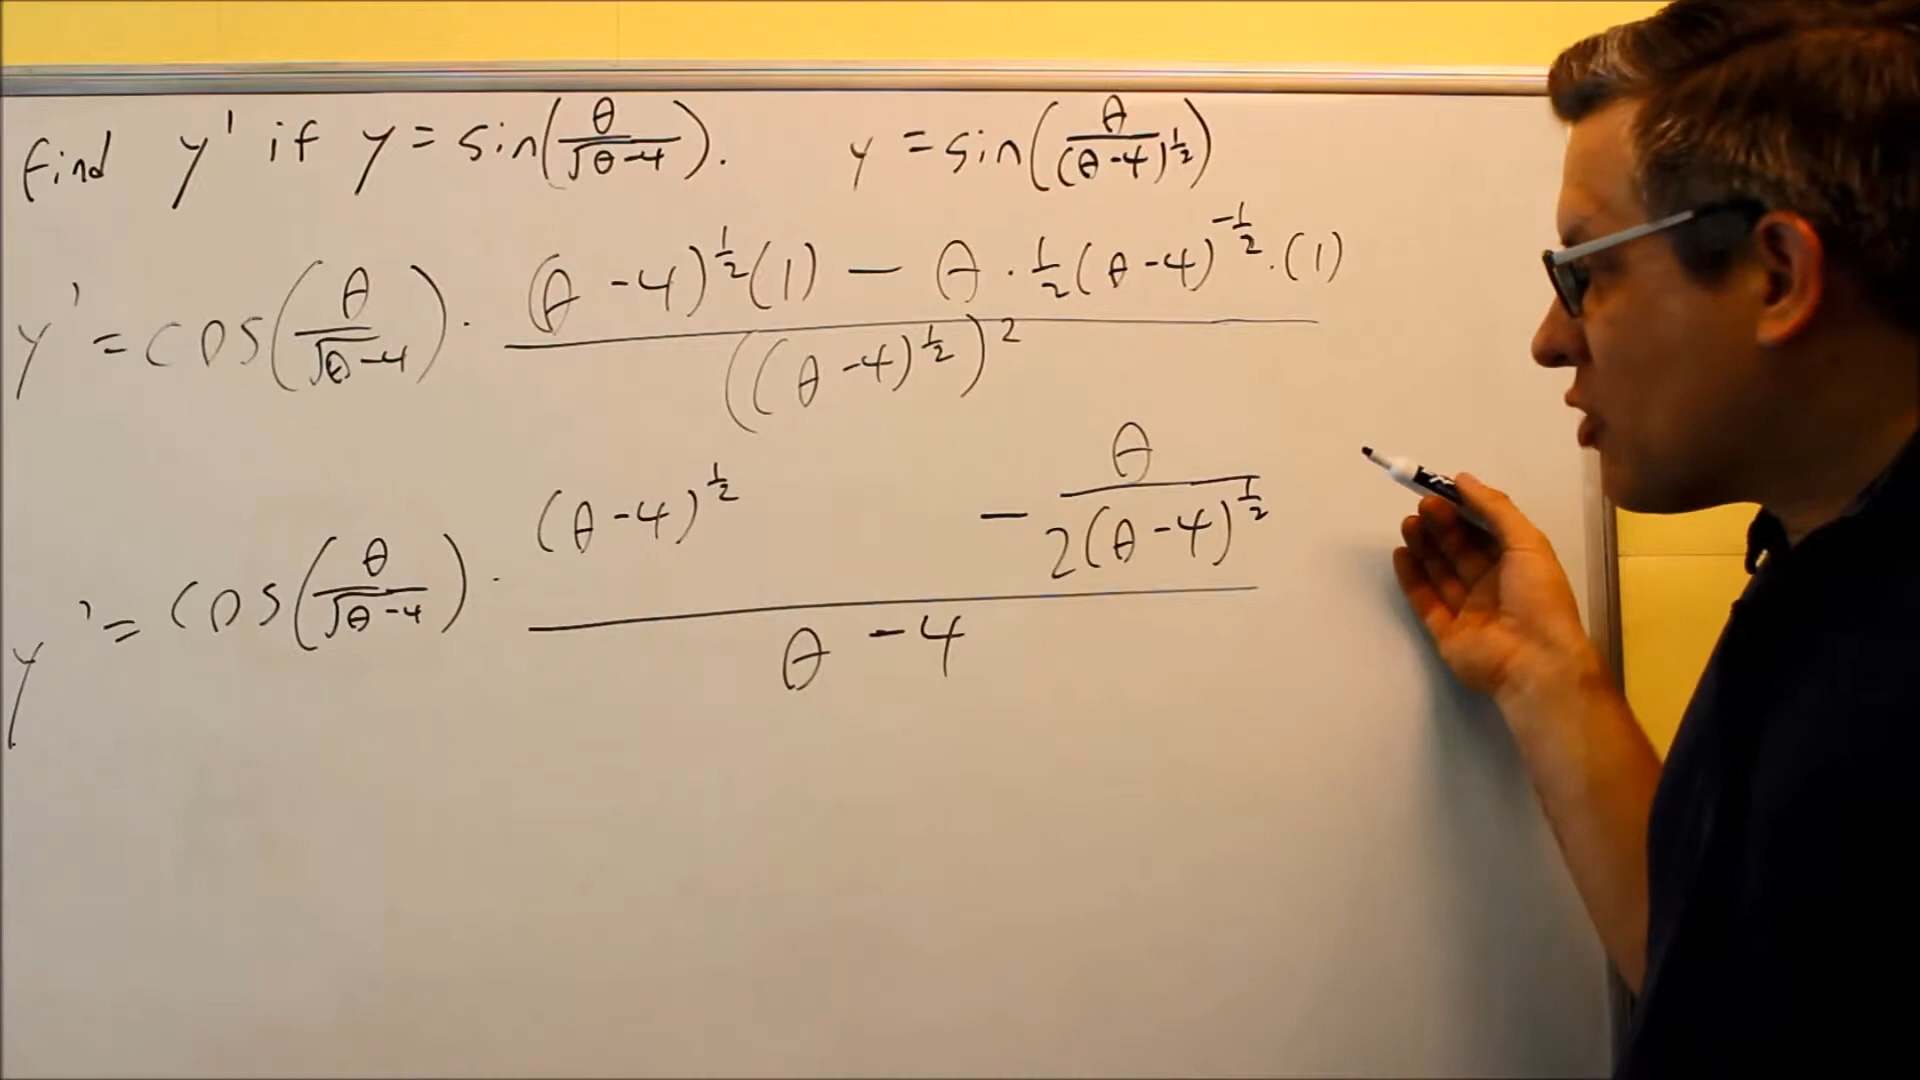 Find y' if y = sin(θ/√(θ-4)). y = sin(θ/(θ-4)^(1/2))
y' = cos(θ/√(θ-4)) · ((θ-4)^(1/2)(1) - θ · 1/2(θ-4)^(-1/2) · (1))/((θ-4)^(1/2))^2
y' = cos(θ/√(θ-4)) · ((θ-4)^(1/2) - θ/(2(θ-4)^(1/2)))/(θ-4)